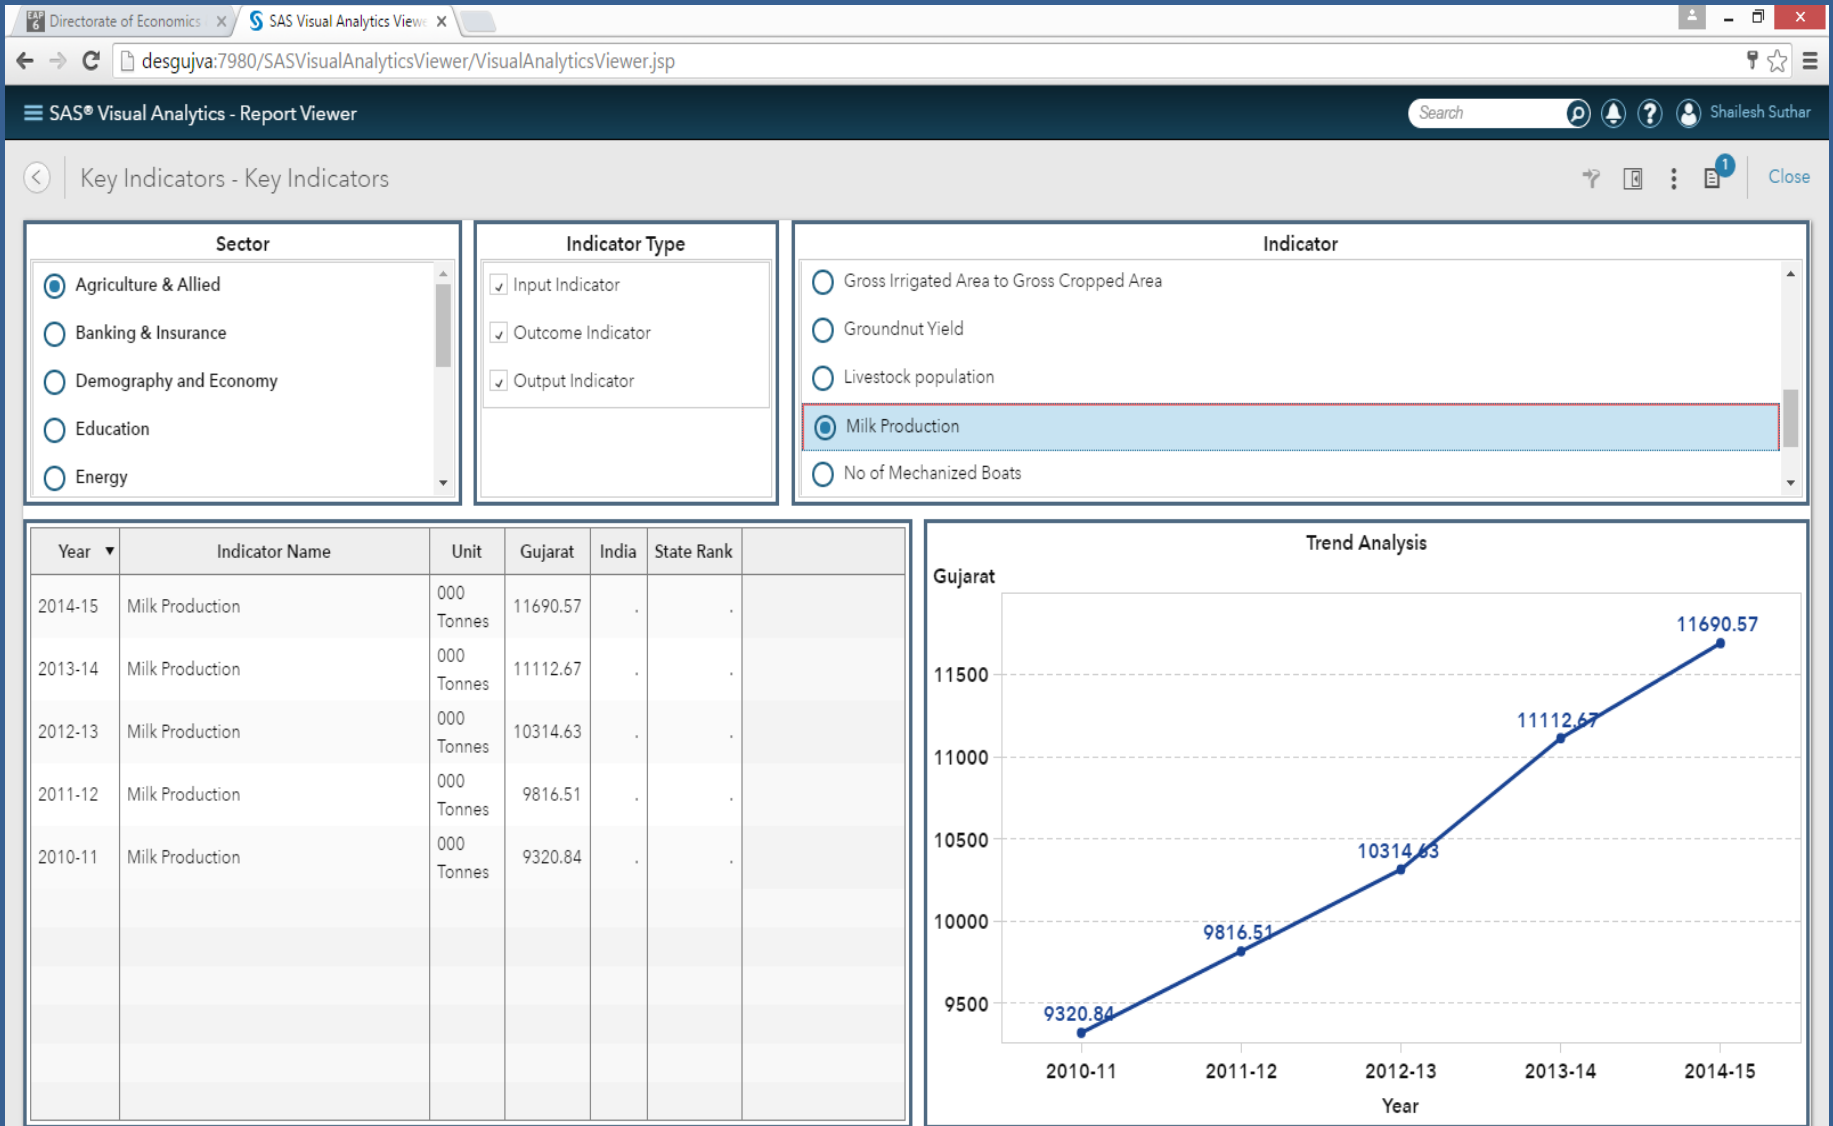 EAP 6 Directorate of Economics
SAS Visual Analytics View
desgujva:7980/SASVisualAnalyticsViewer/VisualAnalyticsViewer.jsp
SAS® Visual Analytics - Report Viewer
Search
Shailesh Suthar
Key Indicators - Key Indicators
1
Close
Sector
Agriculture & Allied
Banking & Insurance
Demography and Economy
Education
Energy
Indicator Type
Input Indicator
Outcome Indicator
Output Indicator
Indicator
Gross Irrigated Area to Gross Cropped Area
Groundnut Yield
Livestock population
Milk Production
No of Mechanized Boats
Year Indicator Name Unit Gujarat India State Rank
2014-15 Milk Production 000 Tonnes 11690.57 . .
2013-14 Milk Production 000 Tonnes 11112.67 . .
2012-13 Milk Production 000 Tonnes 10314.63 . .
2011-12 Milk Production 000 Tonnes 9816.51 . .
2010-11 Milk Production 000 Tonnes 9320.84 . .
Trend Analysis
Gujarat
11690.57
11500
11112.67
11000
10500
10314.63
10000
9816.51
9500
9320.84
2010-11 2011-12 2012-13 2013-14 2014-15
Year